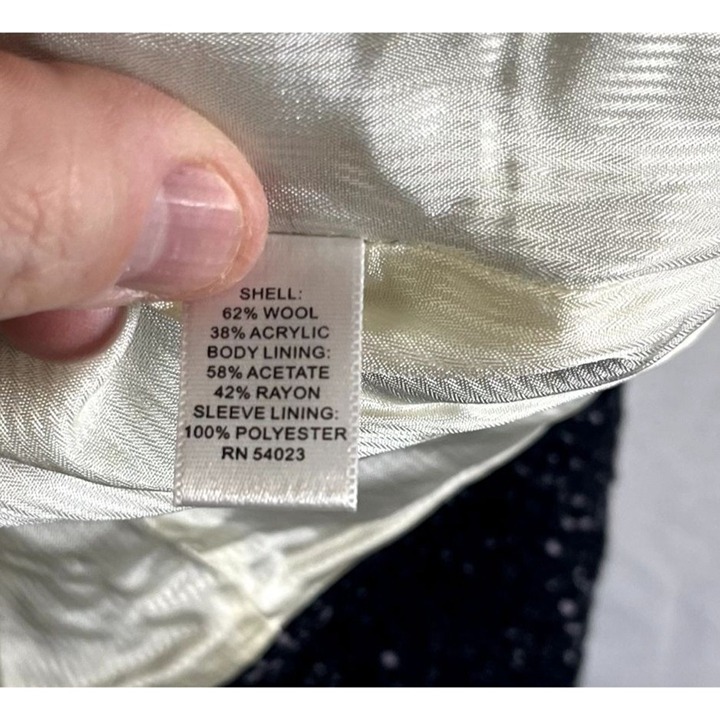 SHELL:
62% WOOL
38% ACRYLIC
BODY LINING:
58% ACETATE
42% RAYON
SLEEVE LINING:
100% POLYESTER
RN 54023